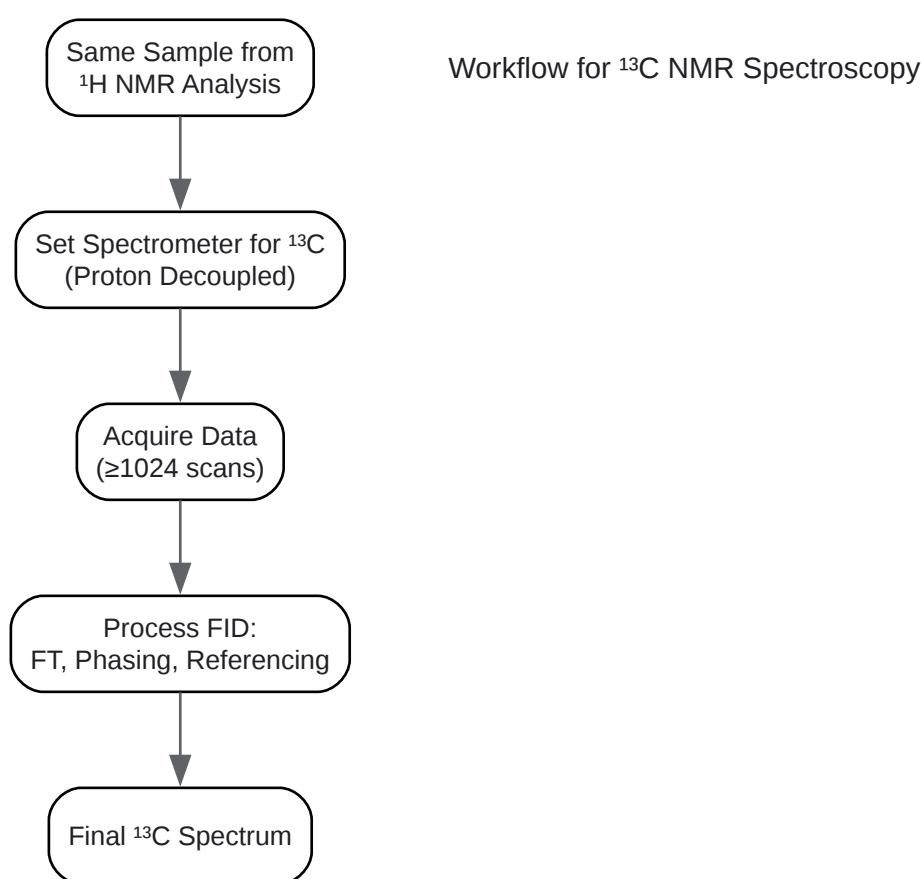 Same Sample from
¹H NMR Analysis
Workflow for ¹³C NMR Spectroscopy
Set Spectrometer for ¹³C
(Proton Decoupled)
Acquire Data
(≥1024 scans)
Process FID:
FT, Phasing, Referencing
Final ¹³C Spectrum